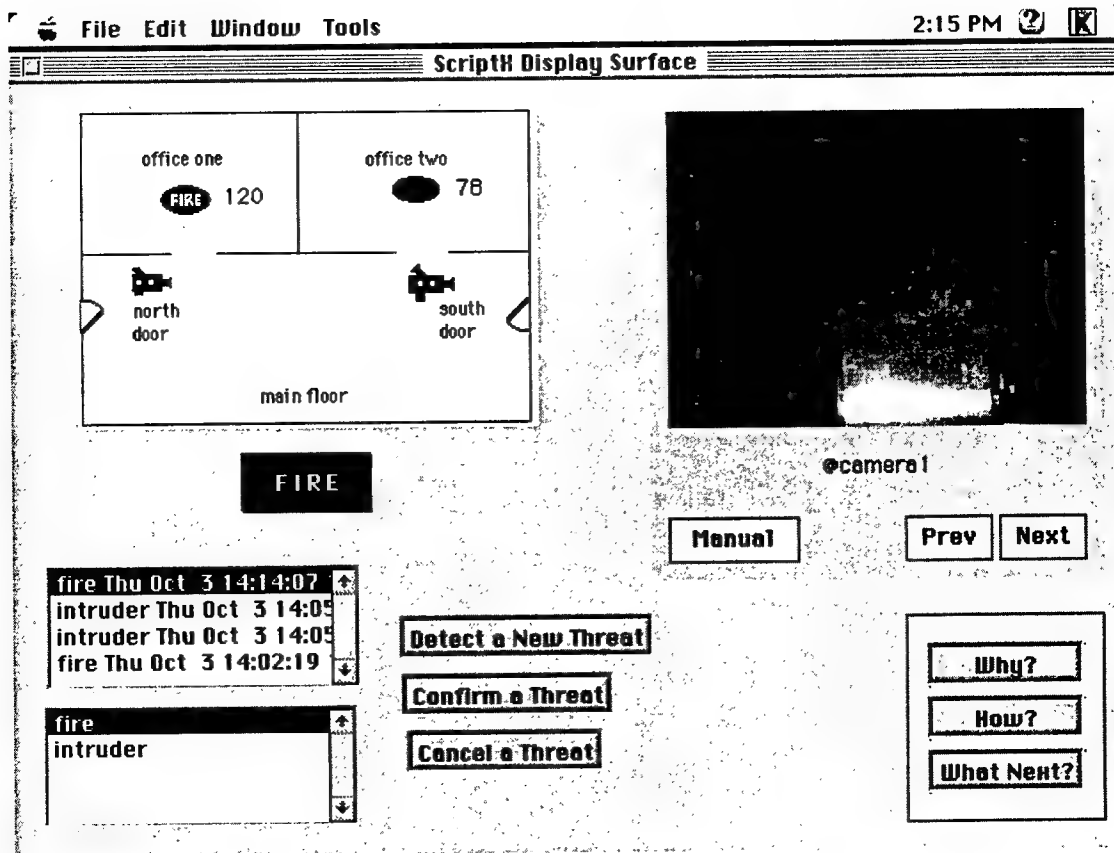 File Edit Window Tools 2:15 PM
ScriptX Display Surface
office one
office two
FIRE 120
78
north
door
south
door
main floor
FIRE
@camera1
Manual
Prev
Next
fire Thu Oct 3 14:14:07
intruder Thu Oct 3 14:05
intruder Thu Oct 3 14:05
fire Thu Oct 3 14:02:19
Detect a New Threat
Confirm a Threat
Cancel a Threat
fire
intruder
Why?
How?
What Next?